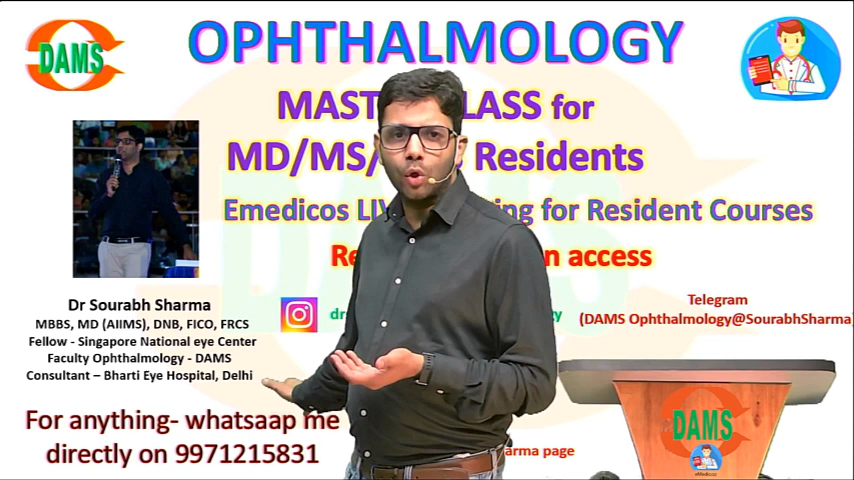 DAMS
OPHTHALMOLOGY
LASS for
MD/MS/ Residents
Emedicos for Resident Courses
access
Dr Sourabh Sharma
MBBS, MD (AIIMS), DNB, FICO, FRCS
Fellow - Singapore National eye Center
Faculty Ophthalmology - DAMS
Consultant – Bharti Eye Hospital, Delhi
Telegram
(DAMS Ophthalmology@SourabhSharma)
For anything- whatsaap me
directly on 9971215831
arma page
DAMS
eMedicoz